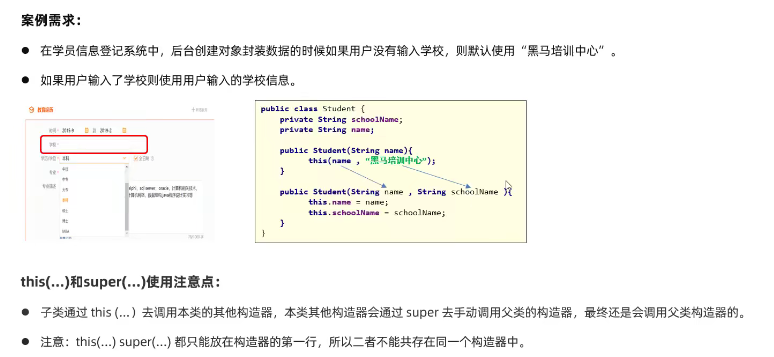 案例需求：
● 在学员信息登记系统中，后台创建对象封装数据的时候如果用户没有输入学校，则默认使用“黑马培训中心”。
● 如果用户输入了学校则使用用户输入的学校信息。
public class Student {
private String schoolName;
private String name;
public Student(String name){
this(name , "黑马培训中心");
}
public Student(String name , String schoolName ){
this.name = name;
this.schoolName = schoolName;
}
}
this(...)和super(…)使用注意点：
● 子类通过 this (...）去调用本类的其他构造器，本类其他构造器会通过 super 去手动调用父类的构造器，最终还是会调用父类构造器的。
● 注意：this(…) super(…) 都只能放在构造器的第一行，所以二者不能共存在同一个构造器中。